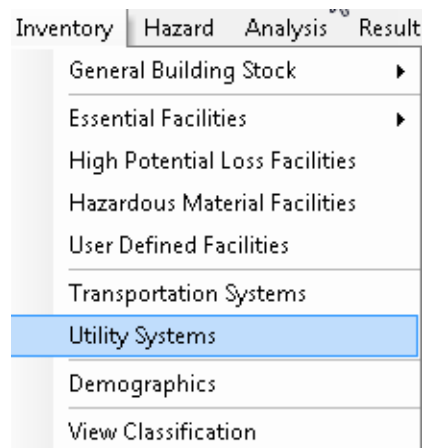 Inventory Hazard Analysis Result
General Building Stock
Essential Facilities
High Potential Loss Facilities
Hazardous Material Facilities
User Defined Facilities
Transportation Systems
Utility Systems
Demographics
View Classification